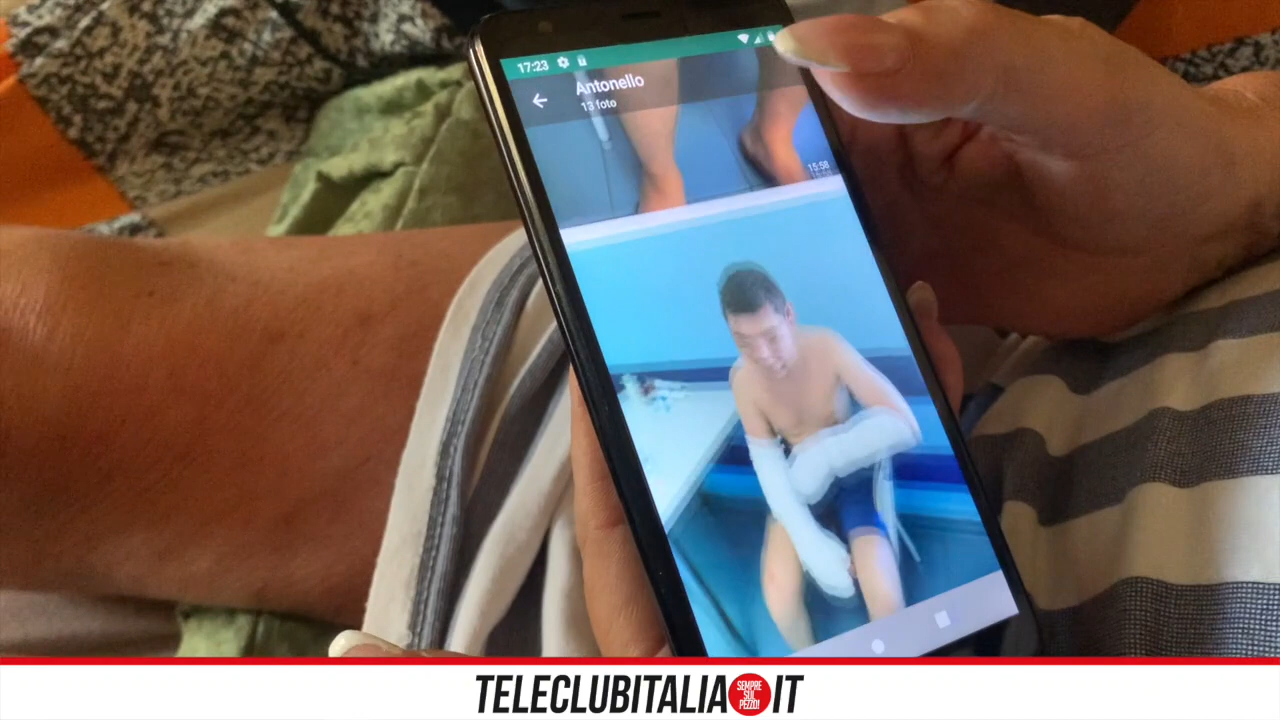 17:23
Antonello
13 foto
15:58
TELECLUBITALIA IT
SEMPRE
SUL
PEZZO!